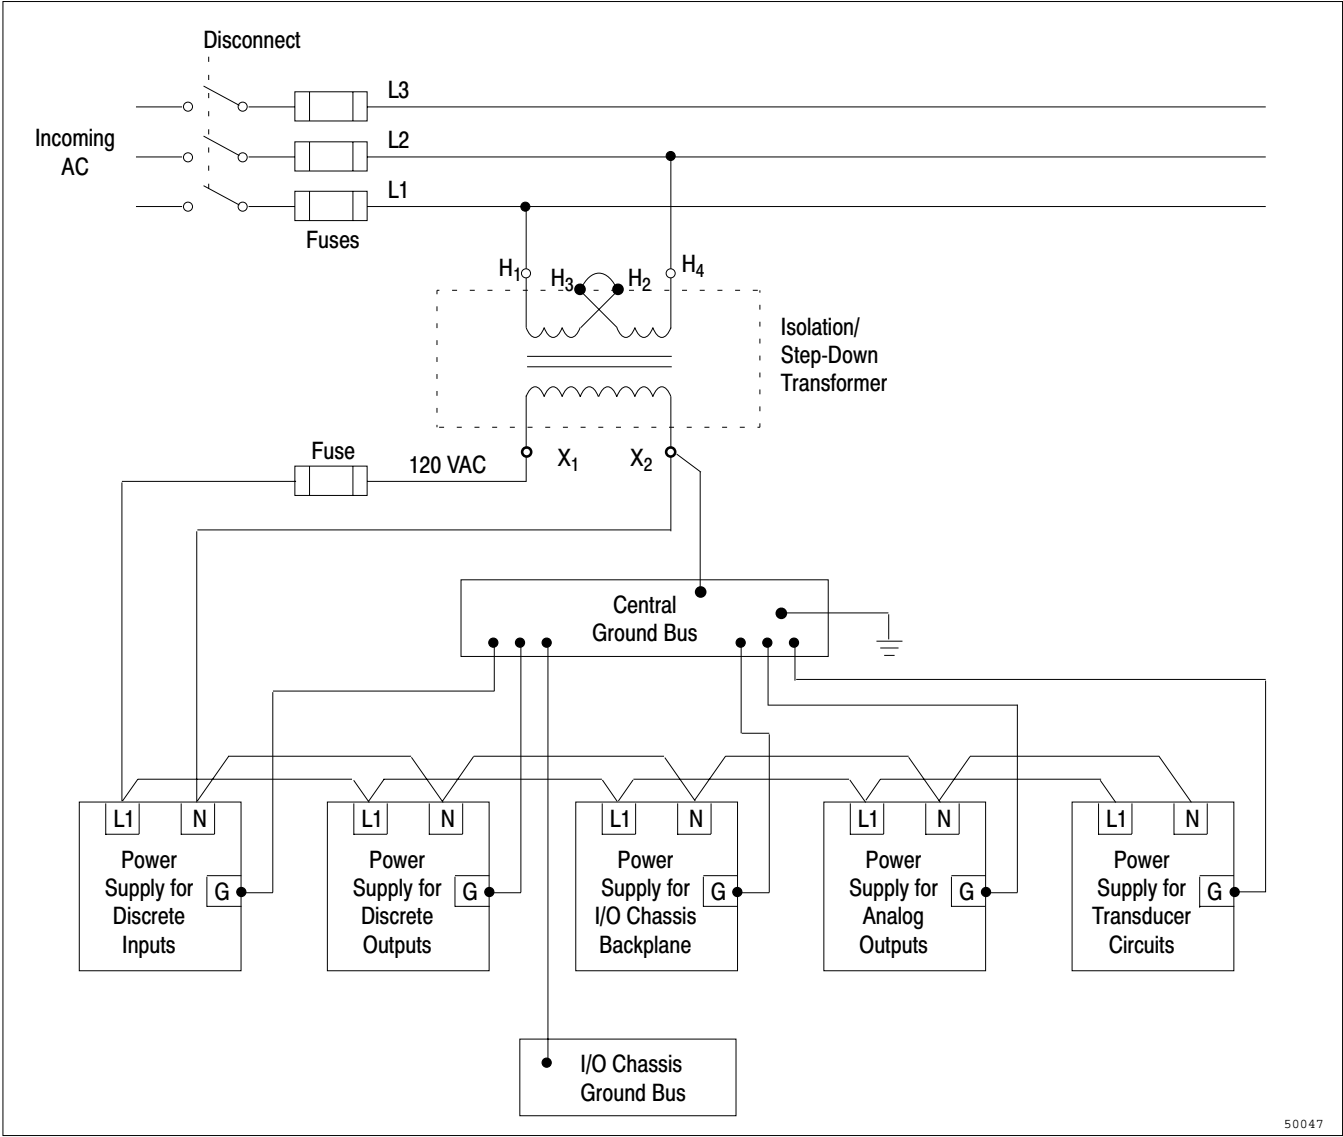 Disconnect
L3
Incoming
AC
L2
L1
Fuses
H1
H3
H2
H4
Isolation/
Step-Down
Transformer
Fuse
120 VAC
X1
X2
Central
Ground Bus
L1 N
L1 N
L1 N
L1 N
L1 N
Power
Supply for
Discrete
Inputs
G
Power
Supply for
Discrete
Outputs
G
Power
Supply for
I/O Chassis
Backplane
G
Power
Supply for
Analog
Outputs
G
Power
Supply for
Transducer
Circuits
G
I/O Chassis
Ground Bus
50047